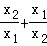 x₂/x₁ + x₁/x₂